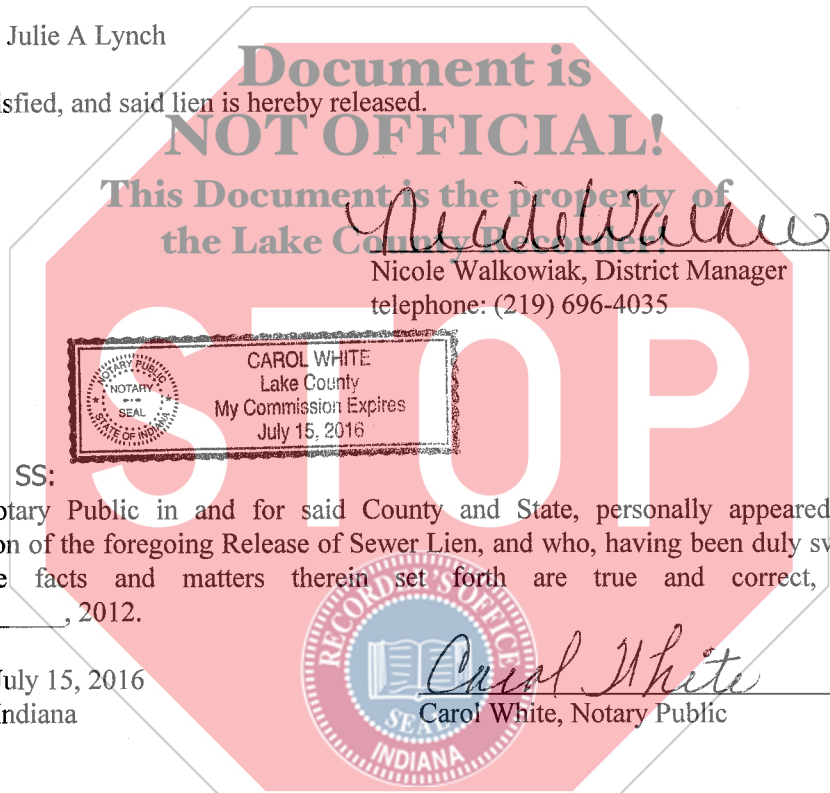 Julie A Lynch
Document is
isfied, and said lien is hereby released.
NOT OFFICIAL!
This Document is the property of
the Lake County Recorder!
Nicole Walkowiak
Nicole Walkowiak, District Manager
telephone: (219) 696-4035
STOP
CAROL WHITE
Lake County
My Commission Expires
July 15, 2016
NOTARY PUBLIC
NOTARY
SEAL
STATE OF INDIANA
SS:
otary Public in and for said County and State, personally appeared
on of the foregoing Release of Sewer Lien, and who, having been duly sw
e facts and matters therein set forth are true and correct,
______, 2012.
RECORDER'S OFFICE
SEAL
INDIANA
Carol White
July 15, 2016
Indiana
Carol White, Notary Public